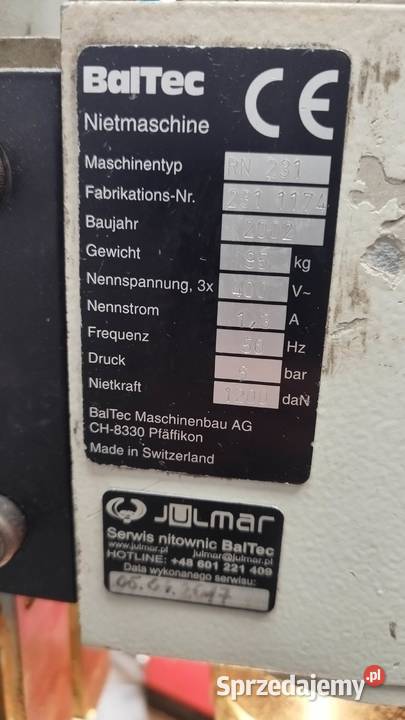 BalTec CE
Nietmaschine
Maschinentyp RN 231
Fabrikations-Nr. 231 1174
Baujahr 2002
Gewicht kg
Nennspannung, 3x 400 V~
Nennstrom 1,1 A
Frequenz 50 Hz
Druck bar
Nietkraft 1200 daN
BalTec Maschinenbau AG
CH-8330 Pfäffikon
Made in Switzerland
JULMAR
Serwis nitownic BalTec
www.julmar.pl julmar@julmar.pl
HOTLINE: +48 601 221 409
Data wykonanego serwisu:
Sprzedajemy.pl